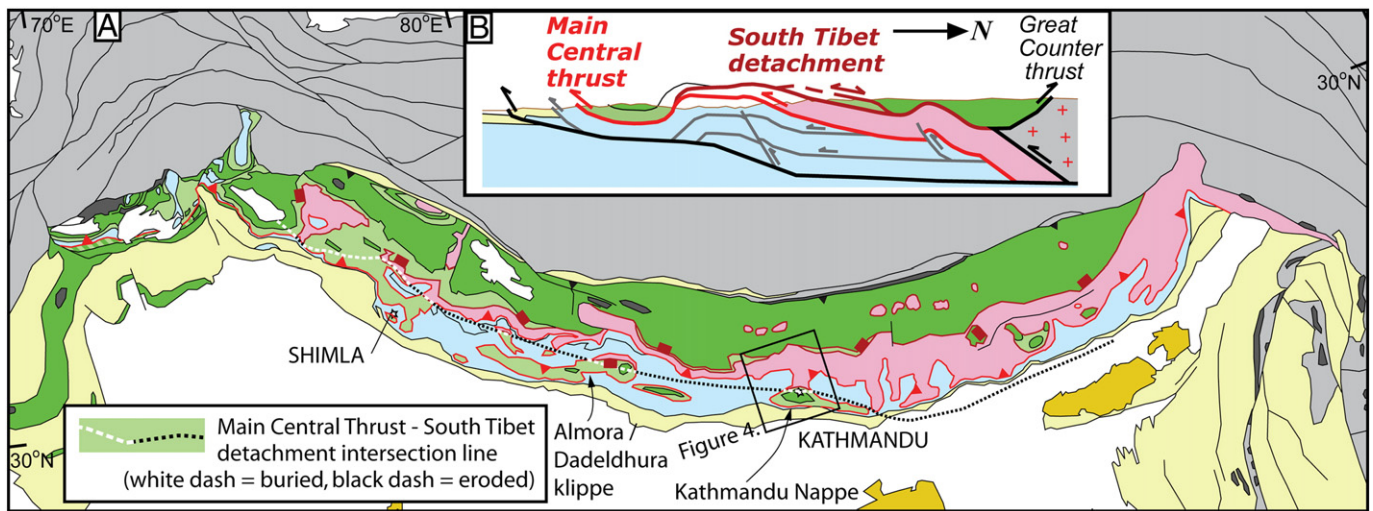 70°E
A
80°E
B
Main
Central
thrust
South Tibet
detachment
N
Great
Counter
thrust
30°N
SHIMLA
Main Central Thrust - South Tibet
detachment intersection line
(white dash = buried, black dash = eroded)
30°N
Almora /
Dadeldhura
klippe
Figure 4.
KATHMANDU
Kathmandu Nappe